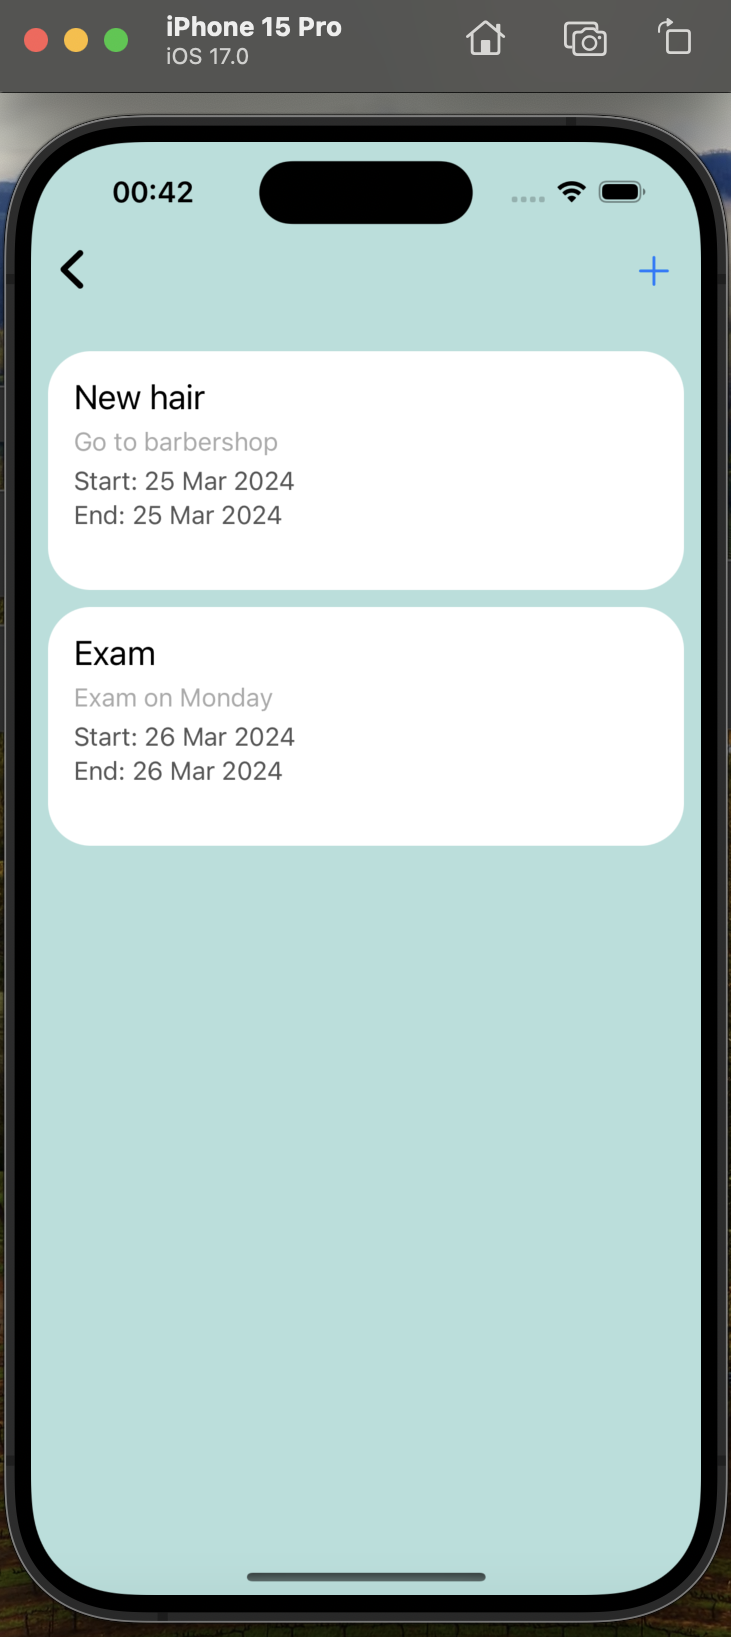 iPhone 15 Pro
iOS 17.0
00:42
New hair
Go to barbershop
Start: 25 Mar 2024
End: 25 Mar 2024
Exam
Exam on Monday
Start: 26 Mar 2024
End: 26 Mar 2024